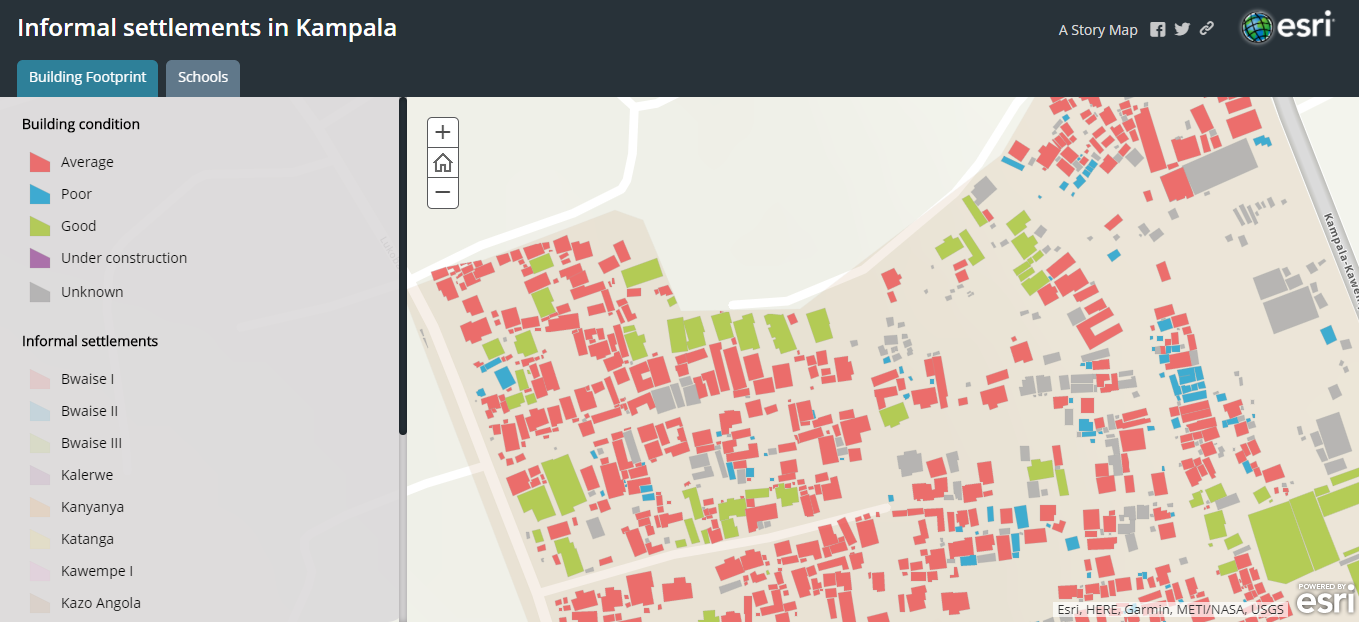 Informal settlements in Kampala
A Story Map
esri
Building Footprint
Schools
Building condition
Average
Poor
Good
Under construction
Unknown
Informal settlements
Bwaise I
Bwaise II
Bwaise III
Kalerwe
Kanyanya
Katanga
Kawempe I
Kazo Angola
Kampala-Kawem
POWERED BY
esri
Esri, HERE, Garmin, METI/NASA, USGS